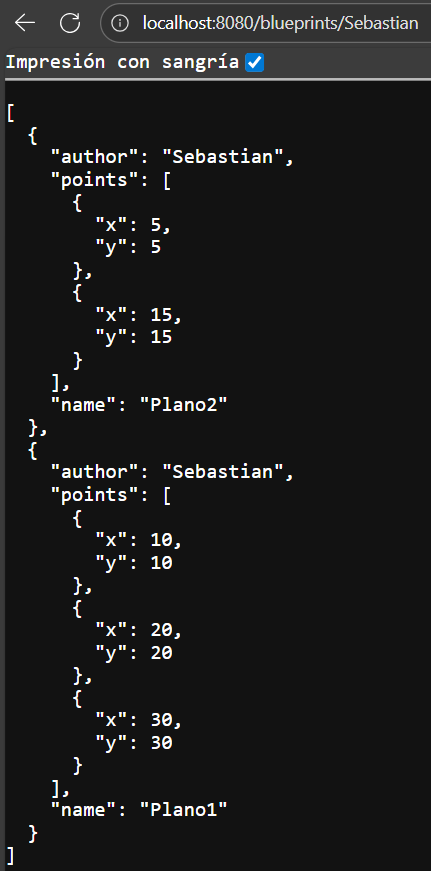 localhost:8080/blueprints/Sebastian
Impresión con sangría
[
  {
    "author": "Sebastian",
    "points": [
      {
        "x": 5,
        "y": 5
      },
      {
        "x": 15,
        "y": 15
      }
    ],
    "name": "Plano2"
  },
  {
    "author": "Sebastian",
    "points": [
      {
        "x": 10,
        "y": 10
      },
      {
        "x": 20,
        "y": 20
      },
      {
        "x": 30,
        "y": 30
      }
    ],
    "name": "Plano1"
  }
]